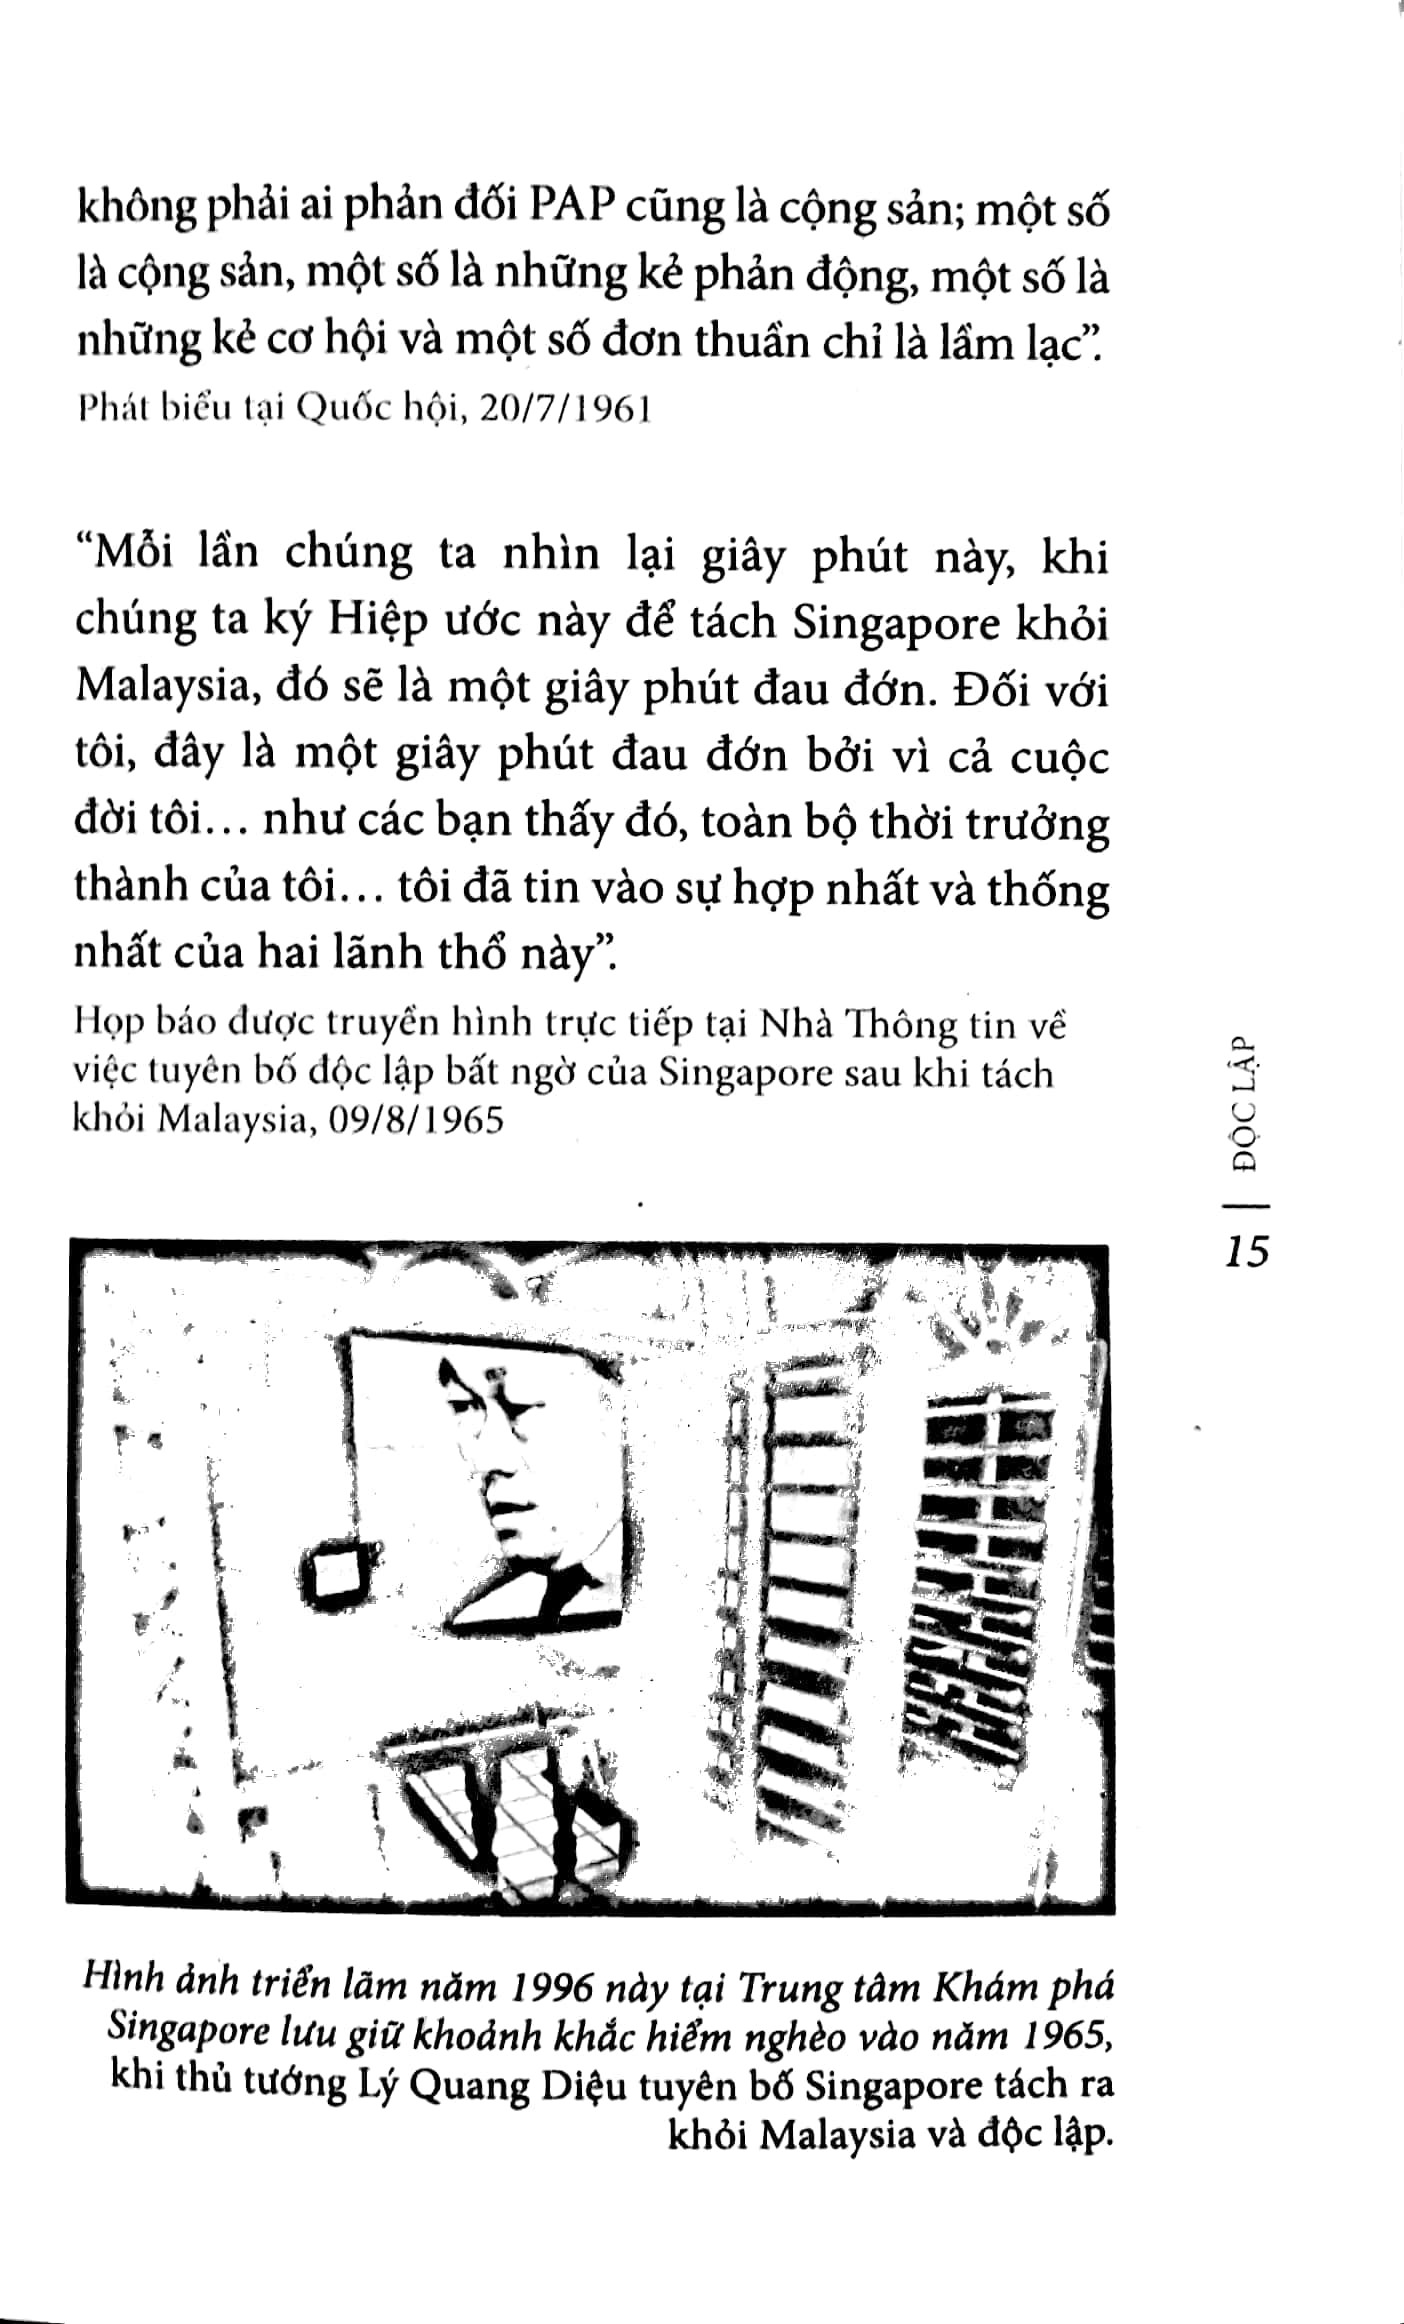 không phải ai phản đối PAP cũng là cộng sản; một số
là cộng sản, một số là những kẻ phản động, một số là
những kẻ cơ hội và một số đơn thuần chỉ là lầm lạc”.
Phát biểu tại Quốc hội, 20/7/1961
“Mỗi lần chúng ta nhìn lại giây phút này, khi
chúng ta ký Hiệp ước này để tách Singapore khỏi
Malaysia, đó sẽ là một giây phút đau đớn. Đối với
tôi, đây là một giây phút đau đớn bởi vì cả cuộc
đời tôi… như các bạn thấy đó, toàn bộ thời trưởng
thành của tôi… tôi đã tin vào sự hợp nhất và thống
nhất của hai lãnh thổ này”.
Họp báo được truyền hình trực tiếp tại Nhà Thông tin về
việc tuyên bố độc lập bất ngờ của Singapore sau khi tách
khỏi Malaysia, 09/8/1965
ĐỘC LẬP
15
Hình ảnh triển lãm năm 1996 này tại Trung tâm Khám phá
Singapore lưu giữ khoảnh khắc hiểm nghèo vào năm 1965,
khi thủ tướng Lý Quang Diệu tuyên bố Singapore tách ra
khỏi Malaysia và độc lập.